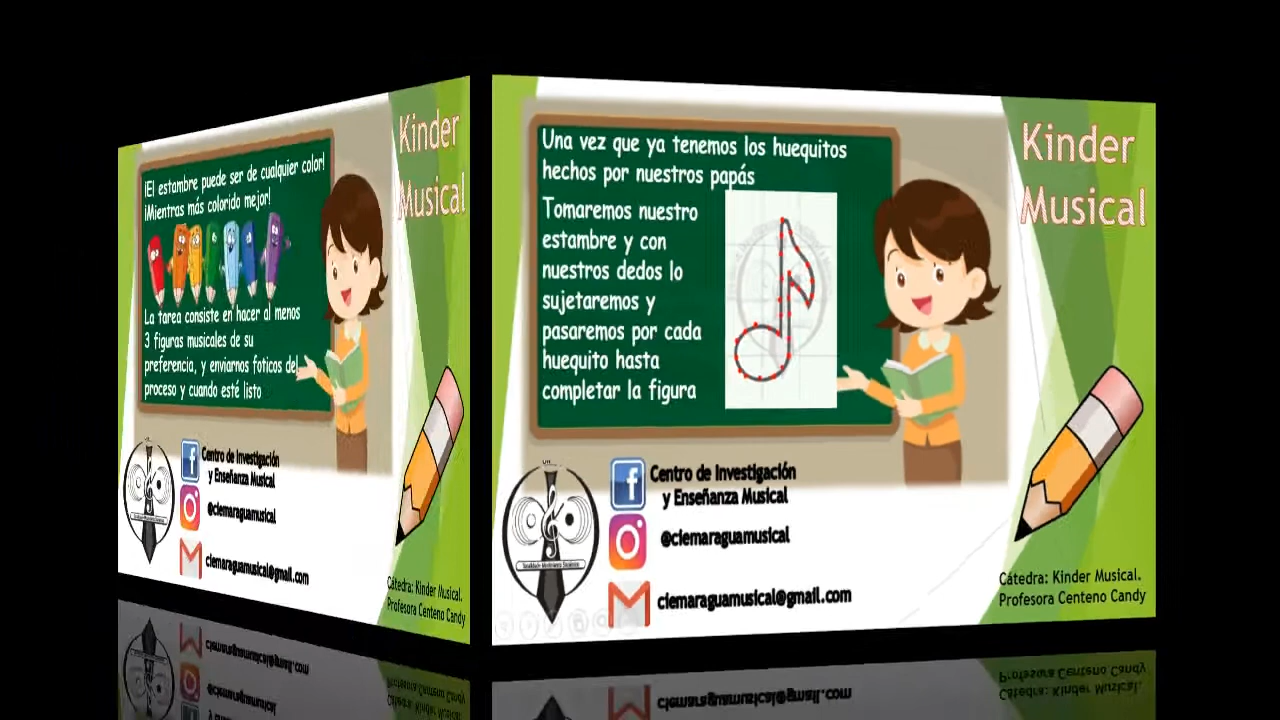 ¡El estambre puede ser de cualquier color!
¡Mientras más colorido mejor!
La tarea consiste en hacer al menos
3 figuras musicales de su
preferencia, y enviarnos foticos del
proceso y cuando esté listo
Kinder
Musical
Centro de Investigación
y Enseñanza Musical
@ciemaraguamusical
ciemaraguamusical@gmail.com
Cátedra: Kinder Musical.
Profesora Centeno Candy
Una vez que ya tenemos los huequitos
hechos por nuestros papás
Tomaremos nuestro
estambre y con
nuestros dedos lo
sujetaremos y
pasaremos por cada
huequito hasta
completar la figura
Kinder
Musical
Centro de Investigación
y Enseñanza Musical
@ciemaraguamusical
ciemaraguamusical@gmail.com
Cátedra: Kinder Musical.
Profesora Centeno Candy